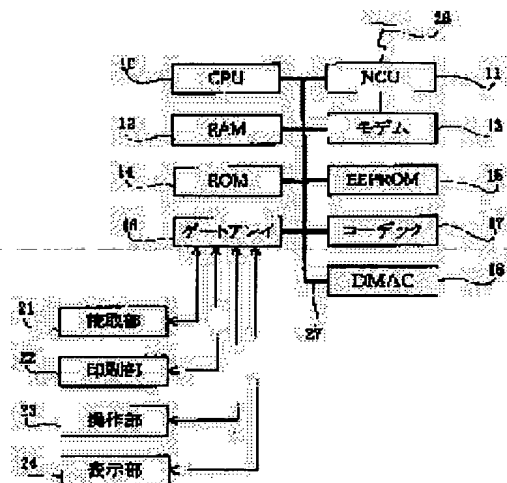 10 CPU NCU 11
12 RAM モデム 13
14 ROM EEPROM 15
16 ゲートアレイ コーデック 17
DMAC 18
27
21 読取部
22 印刷部
23 操作部
24 表示部